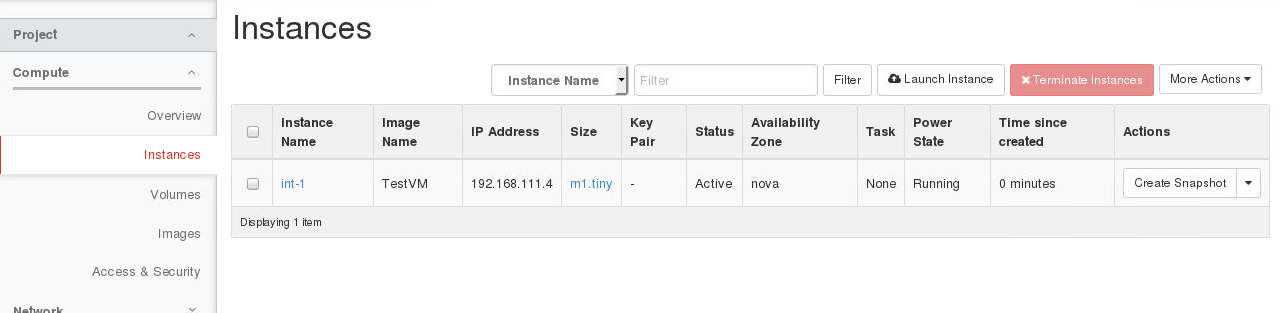 Project
Compute
Overview
Instances
Volumes
Images
Access & Security
Network
Instances
Instance Name Filter Filter Launch Instance Terminate Instances More Actions
Instance Name Image Name IP Address Size Key Pair Status Availability Zone Task Power State Time since created Actions
int-1 TestVM 192.168.111.4 m1.tiny - Active nova None Running 0 minutes Create Snapshot
Displaying 1 item